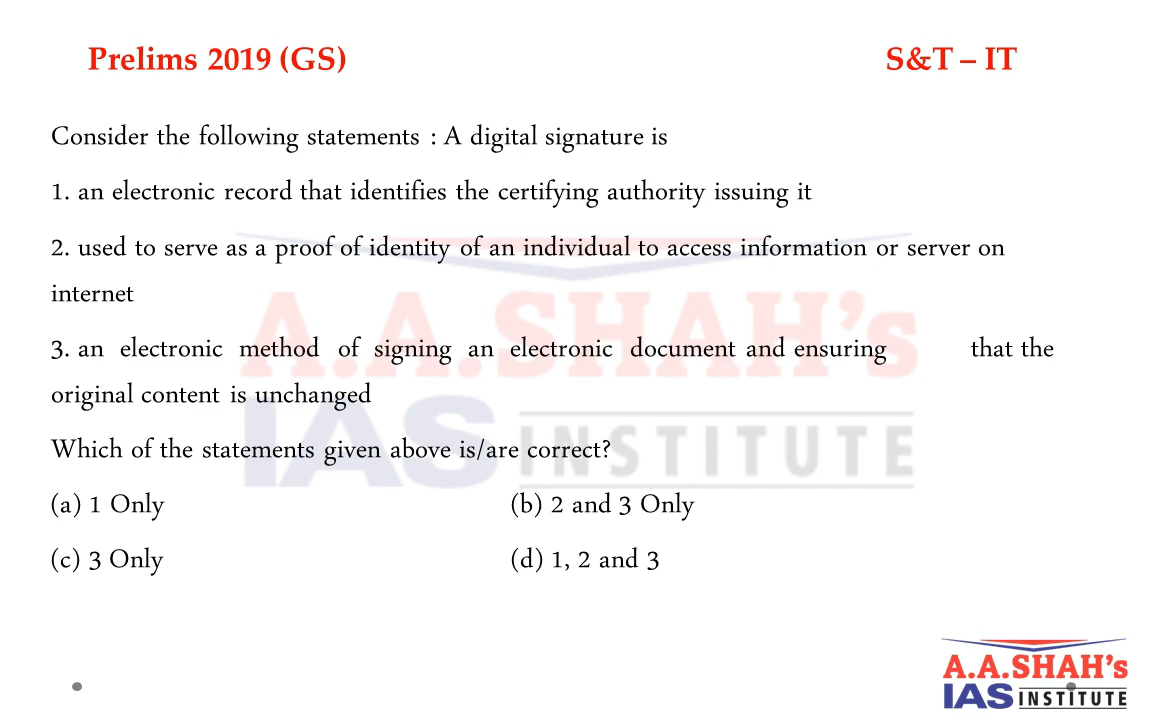 Prelims 2019 (GS) S&T – IT
Consider the following statements : A digital signature is
1. an electronic record that identifies the certifying authority issuing it
2. used to serve as a proof of identity of an individual to access information or server on
internet
3. an electronic method of signing an electronic document and ensuring that the
original content is unchanged
Which of the statements given above is/are correct?
(a) 1 Only (b) 2 and 3 Only
(c) 3 Only (d) 1, 2 and 3
A.A.SHAH's
IAS INSTITUTE
A.A.SHAH's
IAS INSTITUTE